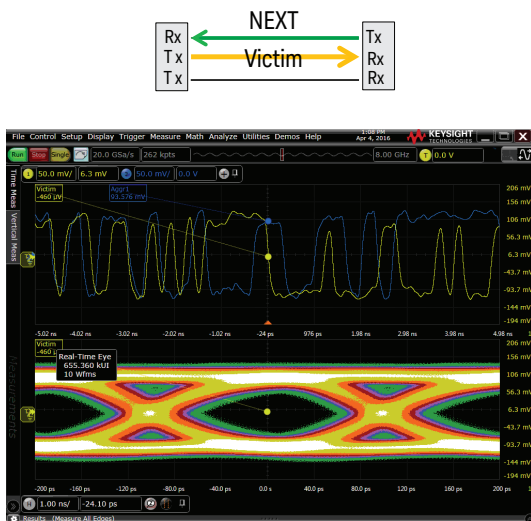 NEXT
Rx Tx
Tx Victim Rx
Tx Rx
1:08 PM
File Control Setup Display Trigger Measure Math Analyze Utilities Demos Help Apr 4, 2016 KEYSIGHT TECHNOLOGIES
Run Stop Single 20.0 GSa/s 262 kpts 8.00 GHz T 0.0 V
1 50.0 mV/ 6.3 mV 50.0 mV/ 0.0 V
Time Meas
Vertical Meas
Measurements
Victim Aggr1 206 mV
-460 µV 93.576 mV 156 mV
106 mV
56.3 mV
6.3 mV
-43.7 mV
-93.7 mV
-144 mV
-194 mV
-5.02 ns -4.02 ns -3.02 ns -2.02 ns -1.02 ns -24 ps 976 ps 1.98 ns 2.98 ns 3.98 ns 4.98 ns
Victim 206 mV
-460 µV 156 mV
Real-Time Eye 106 mV
655.360 kUI
10 Wfms 56.3 mV
6.3 mV
-43.7 mV
-93.7 mV
-144 mV
-194 mV
-200 ps -160 ps -120 ps -80.0 ps -40.0 ps 0.0 s 40.0 ps 80.0 ps 120 ps 160 ps 200 ps
H 1.00 ns/ -24.10 ps
Results (Measure All Edges)